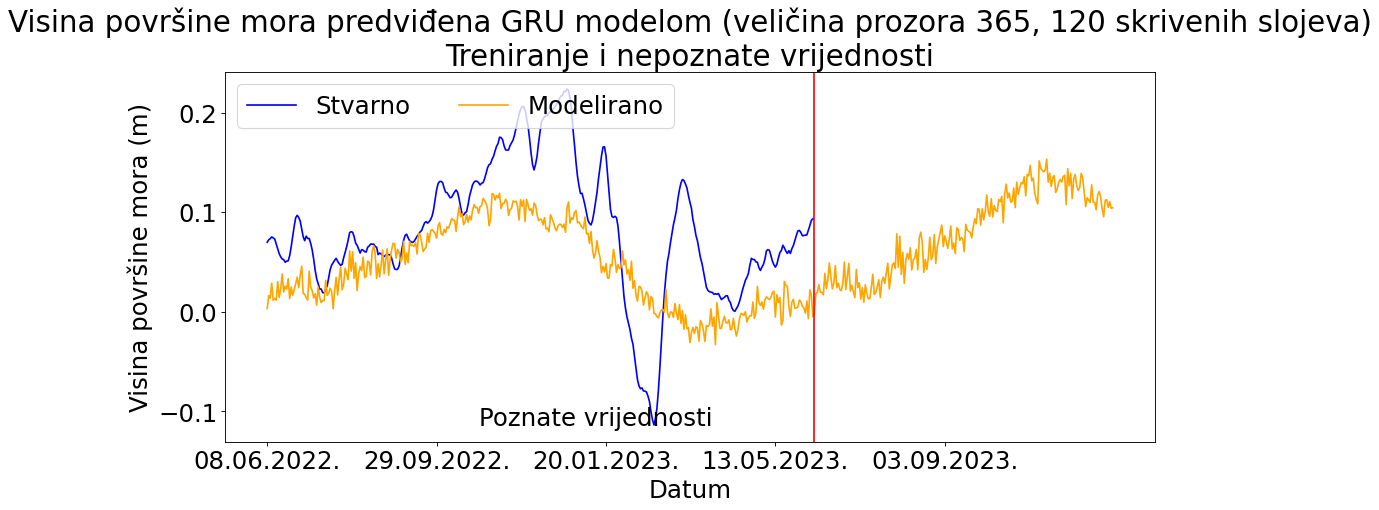 Visina površine mora predviđena GRU modelom (veličina prozora 365, 120 skrivenih slojeva)
Treniranje i nepoznate vrijednosti
Stvarno Modelirano
Visina površine mora (m)
0.2
0.1
0.0
−0.1
Poznate vrijednosti
08.06.2022. 29.09.2022. 20.01.2023. 13.05.2023. 03.09.2023.
Datum